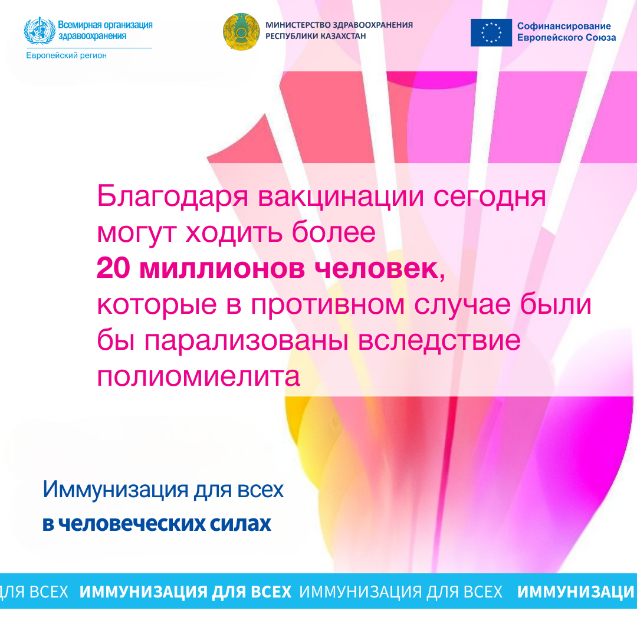 Всемирная организация
здравоохранения
Европейский регион
МИНИСТЕРСТВО ЗДРАВООХРАНЕНИЯ
РЕСПУБЛИКИ КАЗАХСТАН
Софинансирование
Европейского Союза
Благодаря вакцинации сегодня
могут ходить более
20 миллионов человек,
которые в противном случае были
бы парализованы вследствие
полиомиелита
Иммунизация для всех
в человеческих силах
ДЛЯ ВСЕХ ИММУНИЗАЦИЯ ДЛЯ ВСЕХ ИММУНИЗАЦИЯ ДЛЯ ВСЕХ ИММУНИЗАЦИ